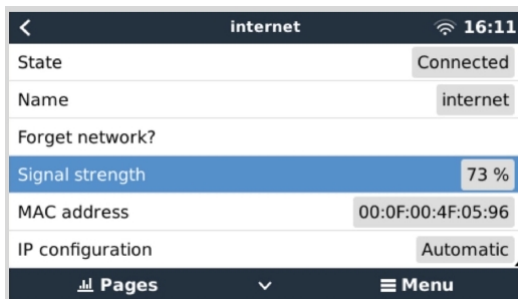 internet 16:11
State Connected
Name internet
Forget network?
Signal strength 73 %
MAC address 00:0F:00:4F:05:96
IP configuration Automatic
Pages Menu